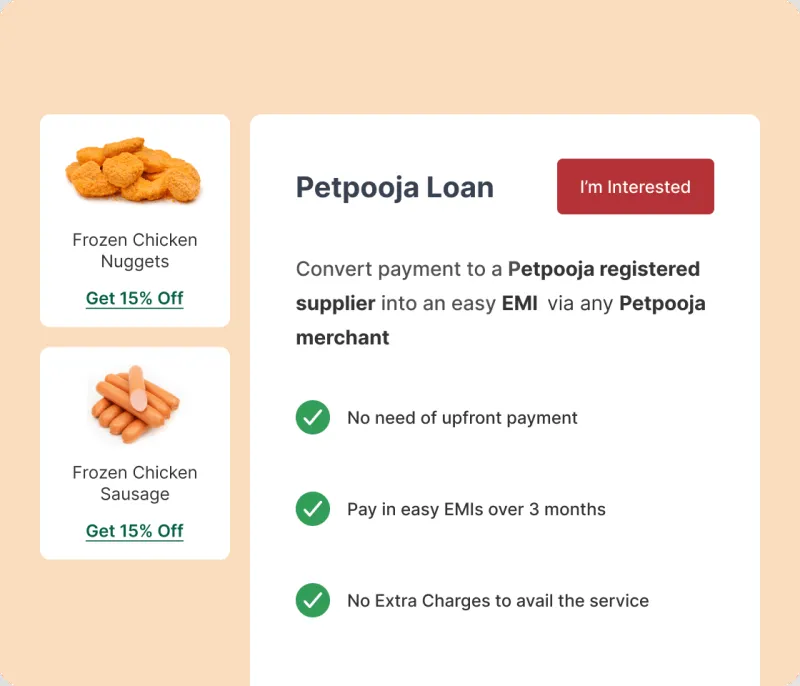 Frozen Chicken
Nuggets
Get 15% Off
Frozen Chicken
Sausage
Get 15% Off
Petpooja Loan
I'm Interested
Convert payment to a Petpooja registered
supplier into an easy EMI via any Petpooja
merchant
No need of upfront payment
Pay in easy EMIs over 3 months
No Extra Charges to avail the service